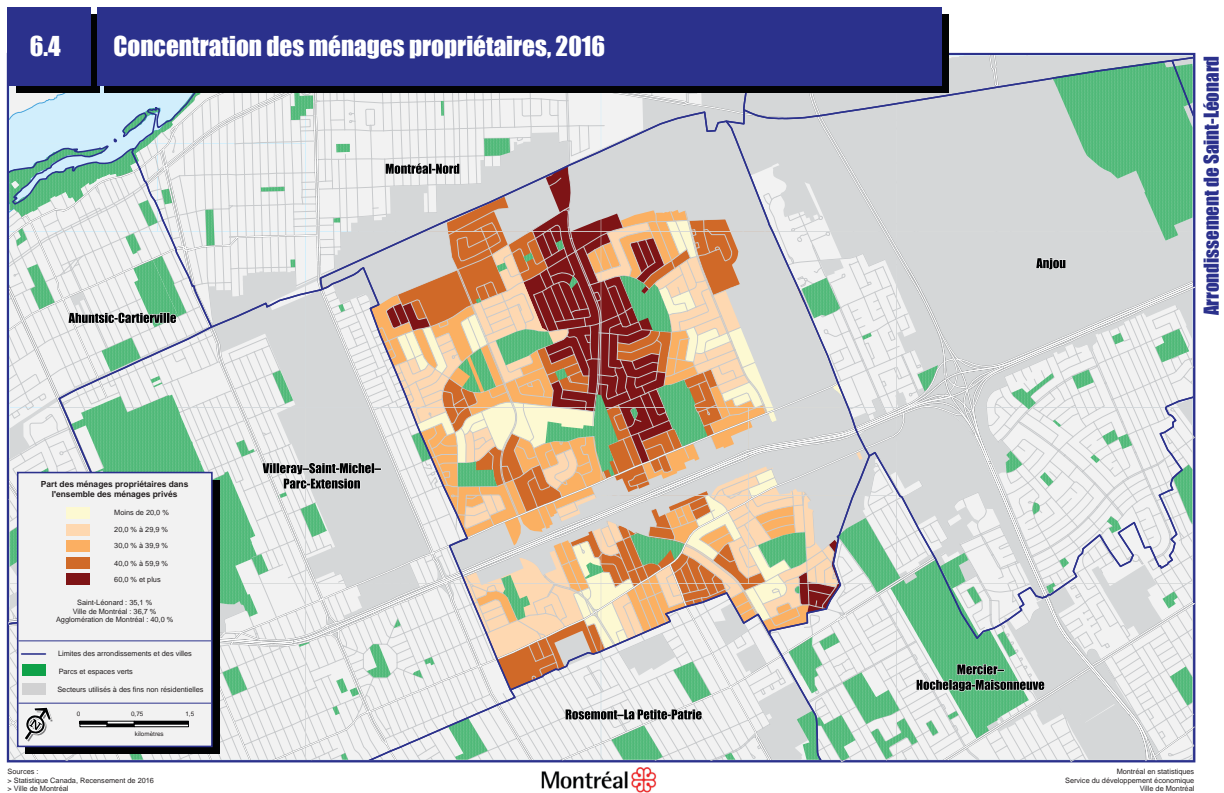 6.4
Concentration des ménages propriétaires, 2016
Arrondissement de Saint-Léonard
Montréal-Nord
Anjou
Ahuntsic-Cartierville
Villeray–Saint-Michel–
Parc-Extension
Mercier–
Hochelaga-Maisonneuve
Rosemont–La Petite-Patrie
Part des ménages propriétaires dans
l'ensemble des ménages privés
Moins de 20,0 %
20,0 % à 29,9 %
30,0 % à 39,9 %
40,0 % à 59,9 %
60,0 % et plus
Saint-Léonard : 35,1 %
Ville de Montréal : 36,7 %
Agglomération de Montréal : 40,0 %
Limites des arrondissements et des villes
Parcs et espaces verts
Secteurs utilisés à des fins non résidentielles
N
0 0,75 1,5
kilomètres
Sources :
> Statistique Canada, Recensement de 2016
> Ville de Montréal
Montréal
Montréal en statistiques
Service du développement économique
Ville de Montréal